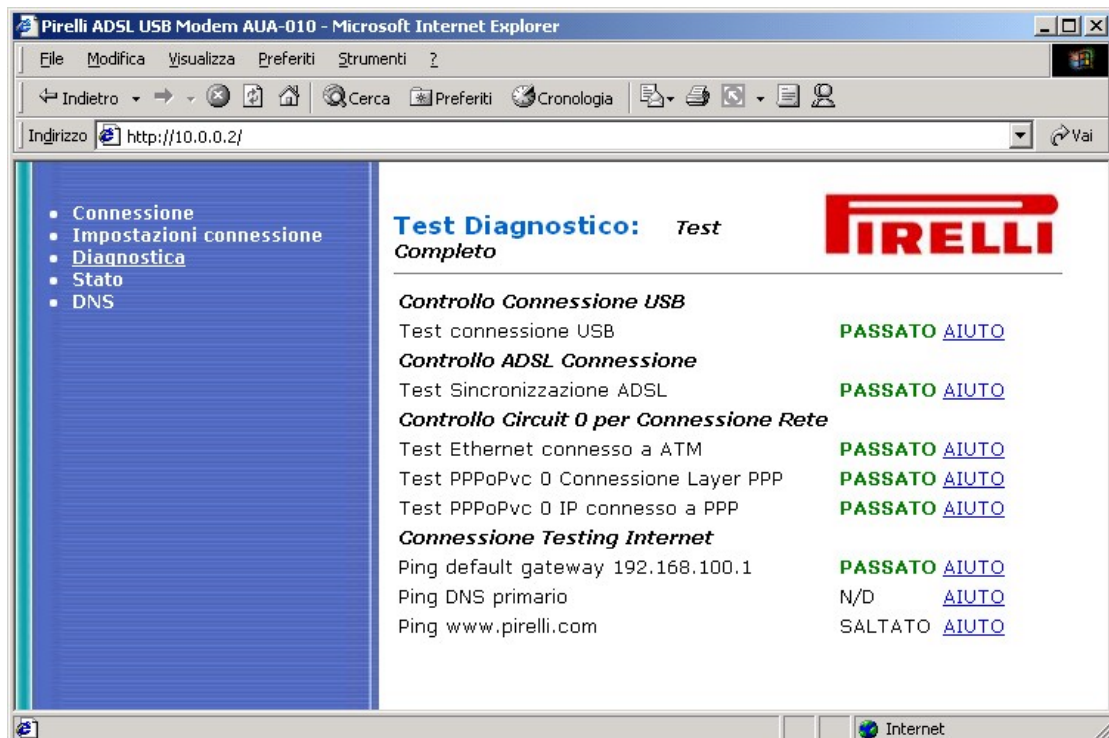 Pirelli ADSL USB Modem AUA-010 - Microsoft Internet Explorer
File Modifica Visualizza Preferiti Strumenti ?
Indietro Cerca Preferiti Cronologia
Indirizzo http://10.0.0.2/ Vai
Connessione
Impostazioni connessione
Diagnostica
Stato
DNS
PIRELLI
Test Diagnostico: Test
Completo
Controllo Connessione USB
Test connessione USB PASSATO AIUTO
Controllo ADSL Connessione
Test Sincronizzazione ADSL PASSATO AIUTO
Controllo Circuit 0 per Connessione Rete
Test Ethernet connesso a ATM PASSATO AIUTO
Test PPPoPvc 0 Connessione Layer PPP PASSATO AIUTO
Test PPPoPvc 0 IP connesso a PPP PASSATO AIUTO
Connessione Testing Internet
Ping default gateway 192.168.100.1 PASSATO AIUTO
Ping DNS primario N/D AIUTO
Ping www.pirelli.com SALTATO AIUTO
Internet